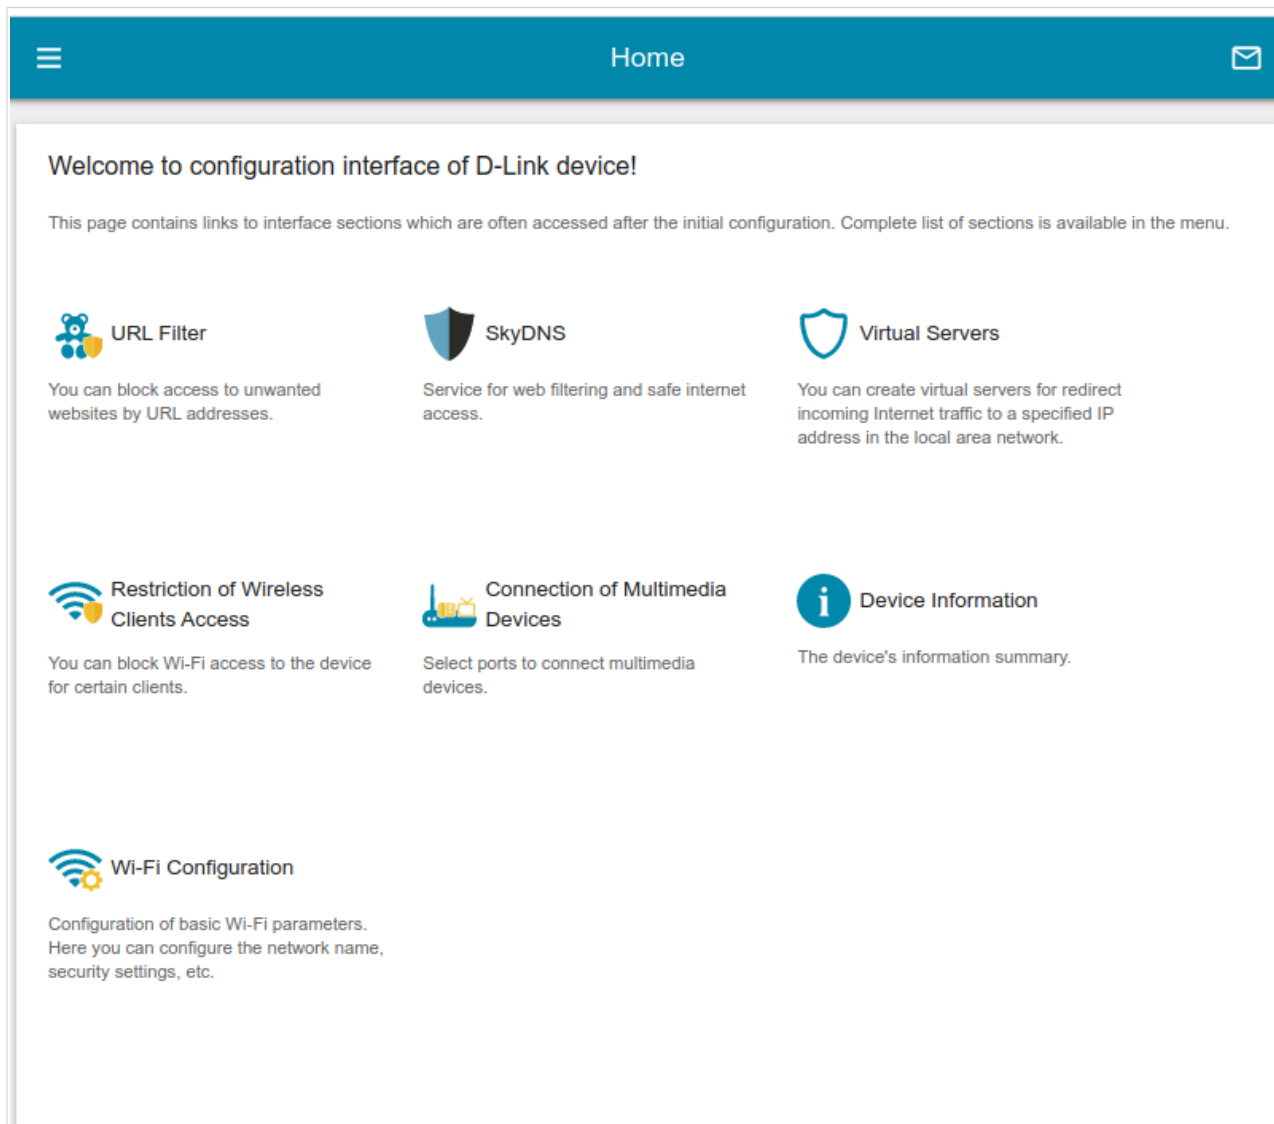 Home
Welcome to configuration interface of D-Link device!
This page contains links to interface sections which are often accessed after the initial configuration. Complete list of sections is available in the menu.
URL Filter
You can block access to unwanted
websites by URL addresses.
SkyDNS
Service for web filtering and safe internet
access.
Virtual Servers
You can create virtual servers for redirect
incoming Internet traffic to a specified IP
address in the local area network.
Restriction of Wireless
Clients Access
You can block Wi-Fi access to the device
for certain clients.
Connection of Multimedia
Devices
Select ports to connect multimedia
devices.
Device Information
The device's information summary.
Wi-Fi Configuration
Configuration of basic Wi-Fi parameters.
Here you can configure the network name,
security settings, etc.